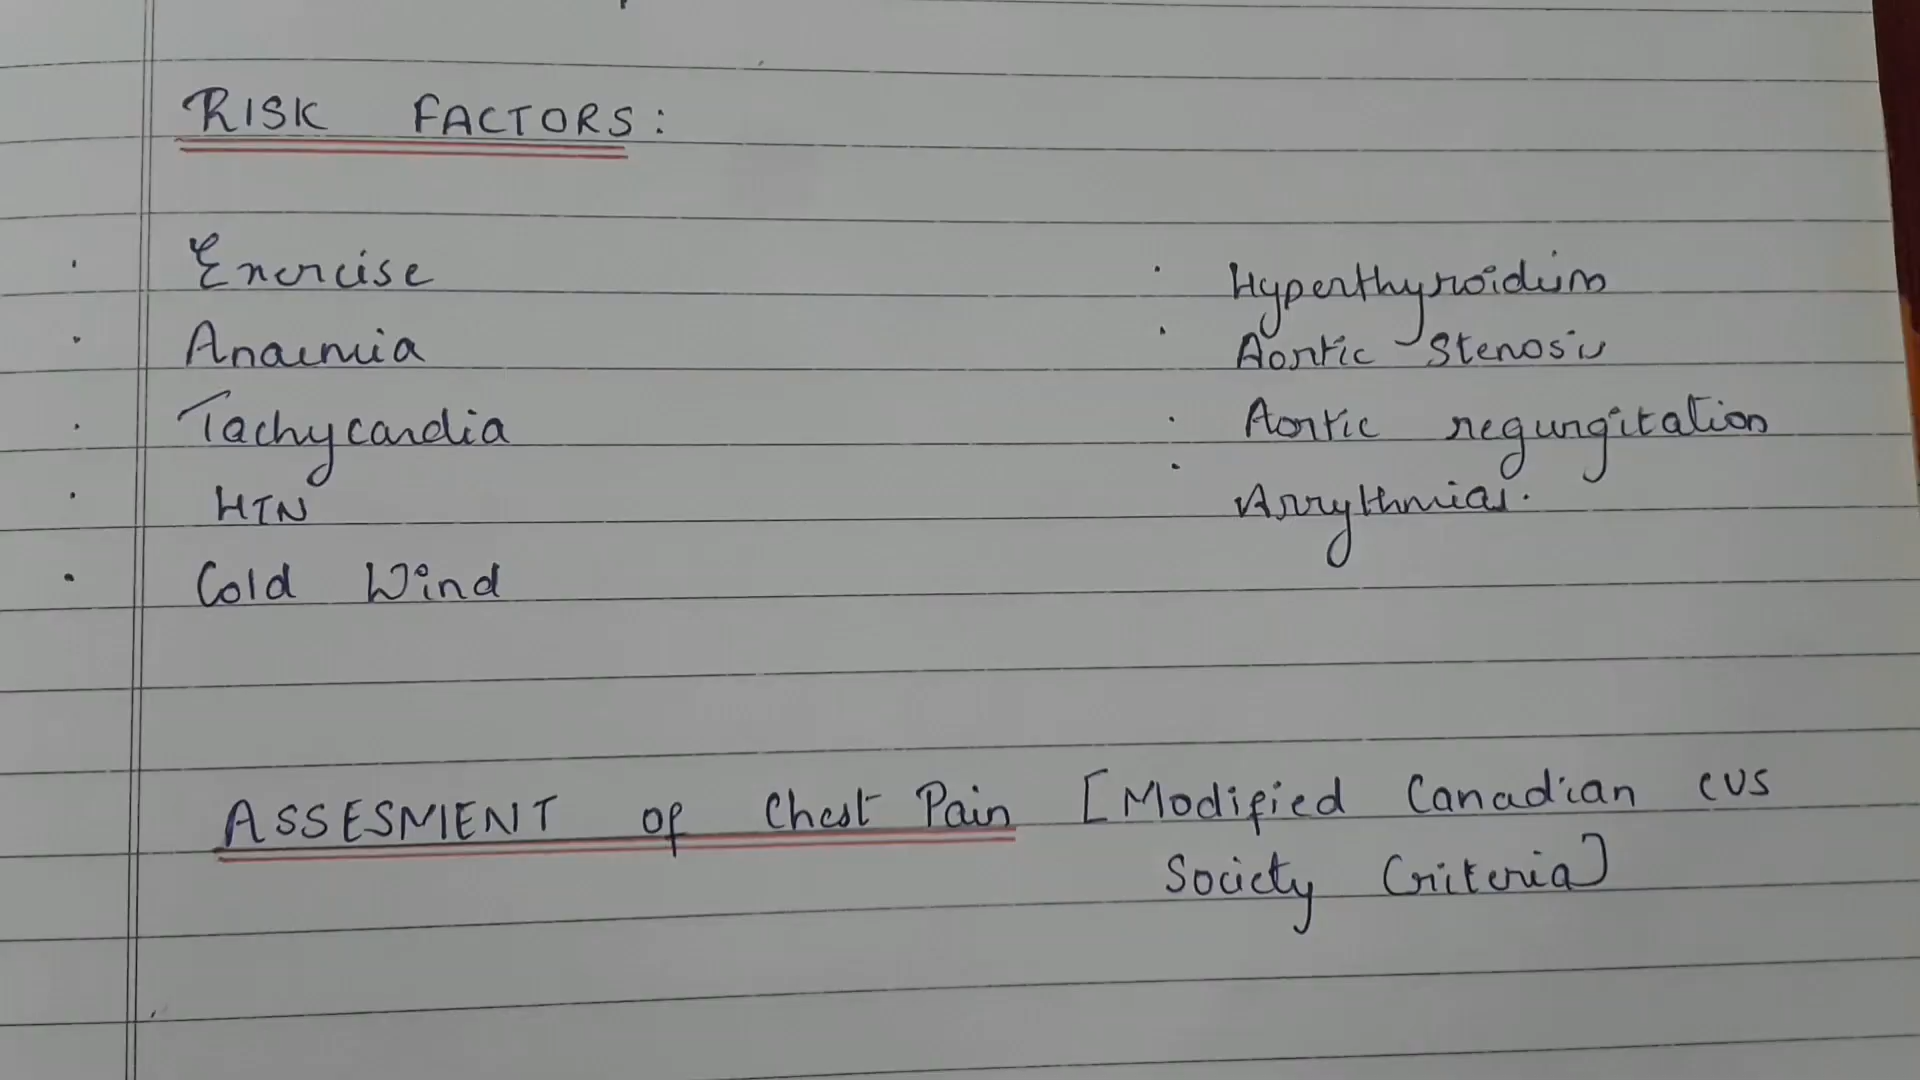 RISK FACTORS:
Exercise
Anaemia
Tachycardia
HTN
Cold Wind
Hyperthyroidism
Aortic Stenosis
Aortic regurgitation
Arrythmias.
ASSESMENT of Chest Pain [Modified Canadian CVS
Society Criteria]